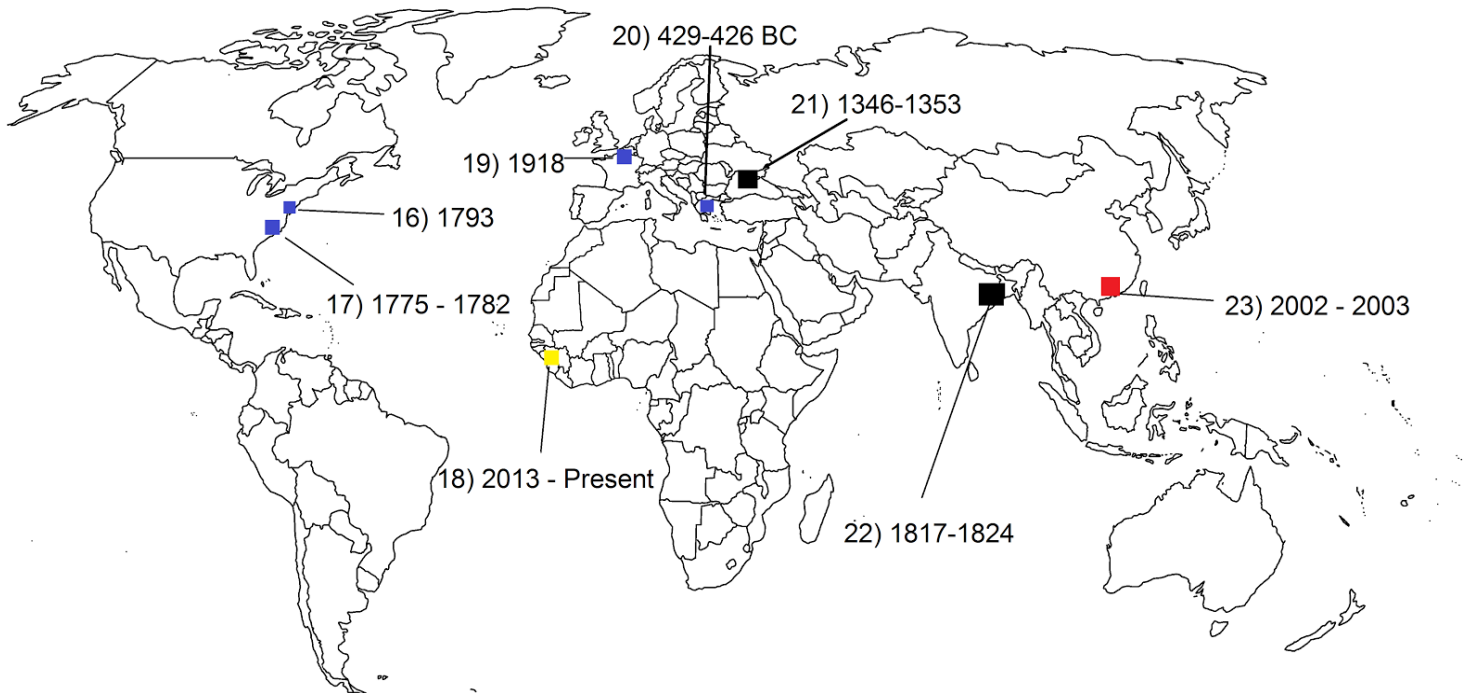 20) 429-426 BC
21) 1346-1353
19) 1918
16) 1793
17) 1775 - 1782
23) 2002 - 2003
18) 2013 - Present
22) 1817-1824